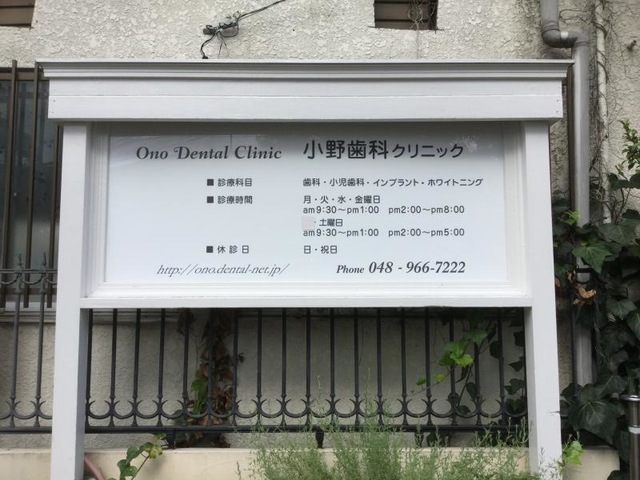 Ono Dental Clinic 小野歯科クリニック
■ 診療科目 歯科・小児歯科・インプラント・ホワイトニング
■ 診療時間 月・火・水・金曜日
am9:30～pm1:00 pm2:00～pm8:00
・土曜日
am9:30～pm1:00 pm2:00～pm5:00
■ 休診日 日・祝日
http://ono.dental-net.jp/ Phone 048 - 966-7222